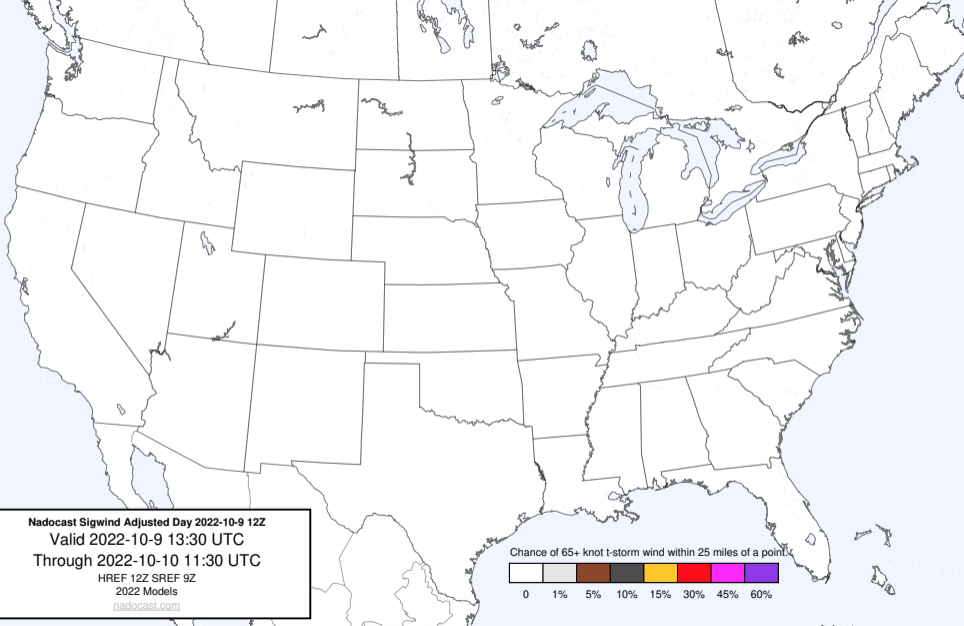 Nadocast Sigwind Adjusted Day 2022-10-9 12Z
Valid 2022-10-9 13:30 UTC
Through 2022-10-10 11:30 UTC
HREF 12Z SREF 9Z
2022 Models
nadocast.com
Chance of 65+ knot t-storm wind within 25 miles of a point.
0 1% 5% 10% 15% 30% 45% 60%